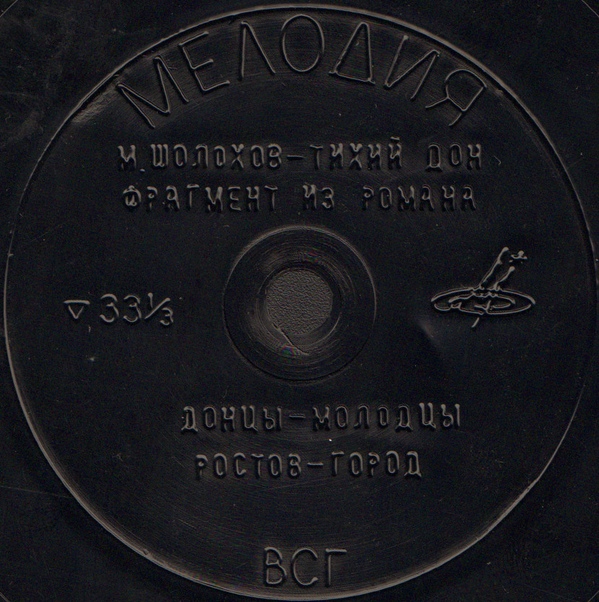 МЕЛОДИЯ
М. ШОЛОХОВ – ТИХИЙ ДОН
ФРАГМЕНТ ИЗ РОМАНА
▽ 33⅓
ДОНЦЫ – МОЛОДЦЫ
РОСТОВ – ГОРОД
ВСГ